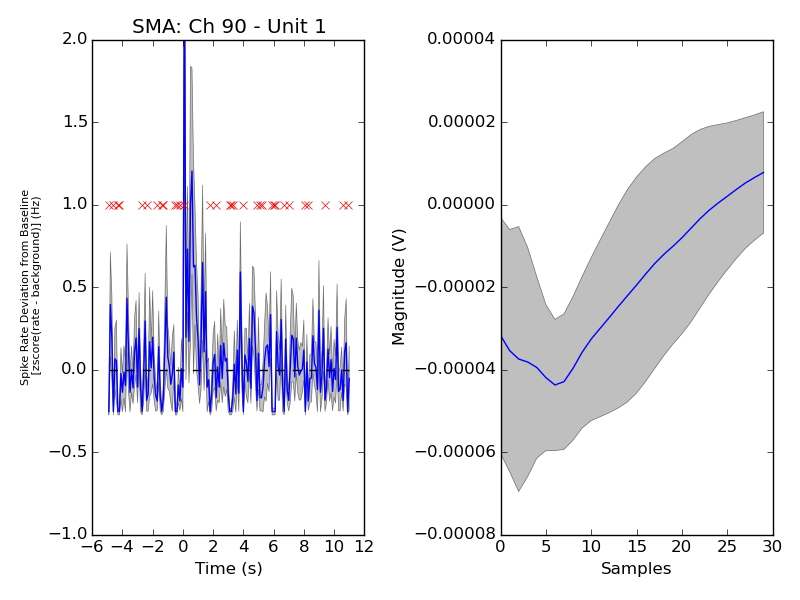 SMA: Ch 90 - Unit 1
Spike Rate Deviation from Baseline
[zscore(rate - background)] (Hz)
2.0
1.5
1.0
0.5
0.0
−0.5
−1.0
−6 −4 −2 0 2 4 6 8 10 12
Time (s)
Magnitude (V)
0.00004
0.00002
0.00000
−0.00002
−0.00004
−0.00006
−0.00008
0 5 10 15 20 25 30
Samples